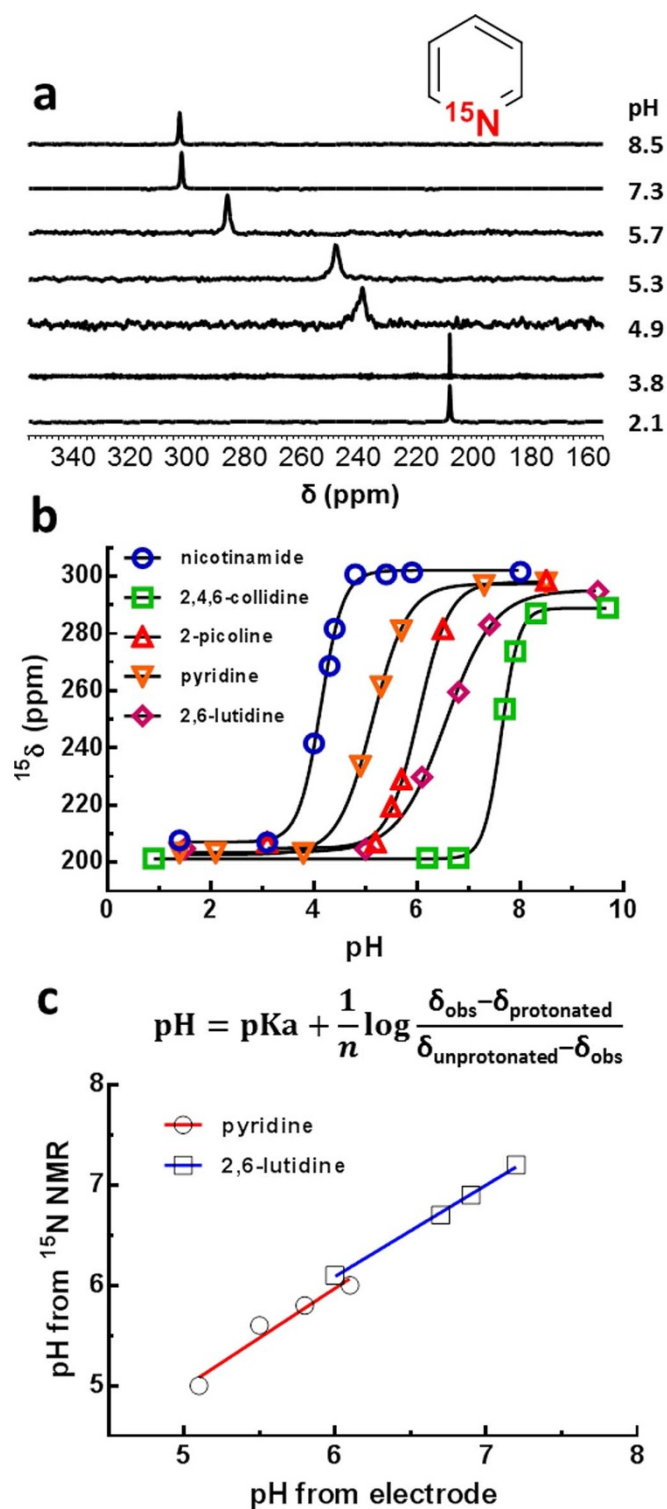 a
¹⁵N
pH
8.5
7.3
5.7
5.3
4.9
3.8
2.1
340 320 300 280 260 240 220 200 180 160
δ (ppm)
b
nicotinamide
2,4,6-collidine
2-picoline
pyridine
2,6-lutidine
300
280
260
240
220
200
¹⁵δ (ppm)
0 2 4 6 8 10
pH
c
pH = pKa + 1/n log (δobs−δprotonated)/(δunprotonated−δobs)
pyridine
2,6-lutidine
8
7
6
5
pH from ¹⁵N NMR
5 6 7 8
pH from electrode